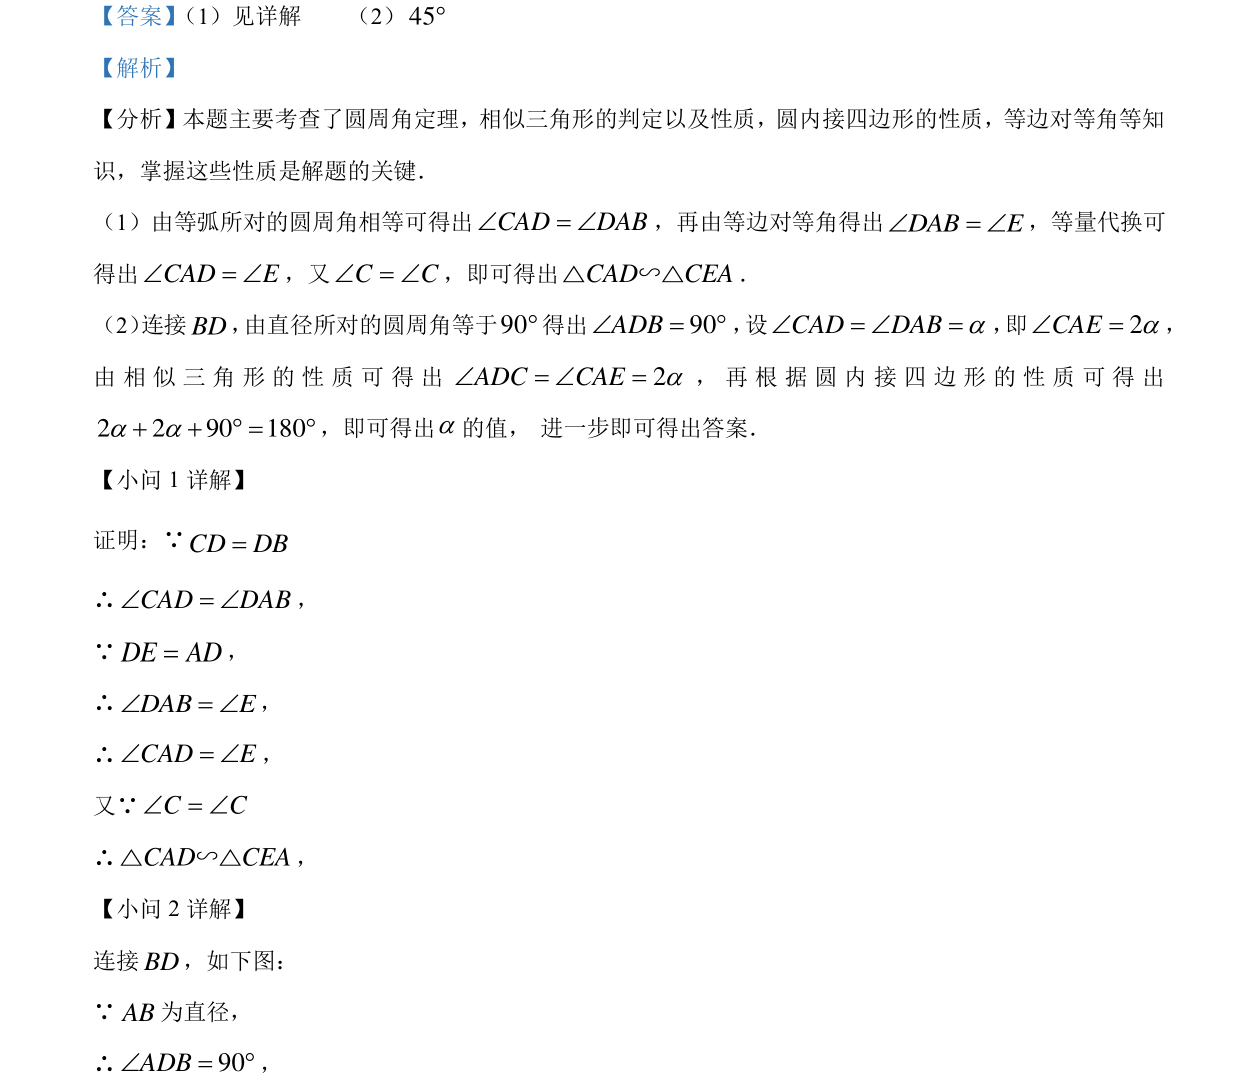 【答案】（1）见详解 （2）45°
【解析】
【分析】本题主要考查了圆周角定理，相似三角形的判定以及性质，圆内接四边形的性质，等边对等角等知
识，掌握这些性质是解题的关键．
（1）由等弧所对的圆周角相等可得出∠CAD = ∠DAB，再由等边对等角得出∠DAB = ∠E，等量代换可
得出∠CAD = ∠E，又∠C = ∠C，即可得出△CAD∽△CEA．
（2）连接BD，由直径所对的圆周角等于90°得出∠ADB = 90°，设∠CAD = ∠DAB = α，即∠CAE = 2α，
由相似三角形的性质可得出∠ADC = ∠CAE = 2α，再根据圆内接四边形的性质可得出
2α + 2α + 90° = 180°，即可得出α的值， 进一步即可得出答案．
【小问 1 详解】
证明：∵CD = DB
∴∠CAD = ∠DAB，
∵DE = AD，
∴∠DAB = ∠E，
∴∠CAD = ∠E，
又∵∠C = ∠C
∴△CAD∽△CEA，
【小问 2 详解】
连接BD，如下图：
∵AB为直径，
∴∠ADB = 90°，